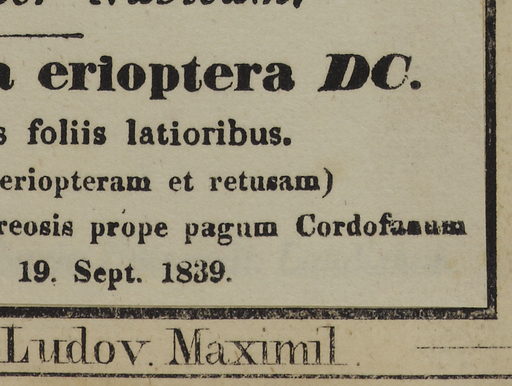 a erioptera DC.
s foliis latioribus.
eriopteram et retusam)
reosis prope pagum Cordofanum
19. Sept. 1839.
Ludov. Maximil.